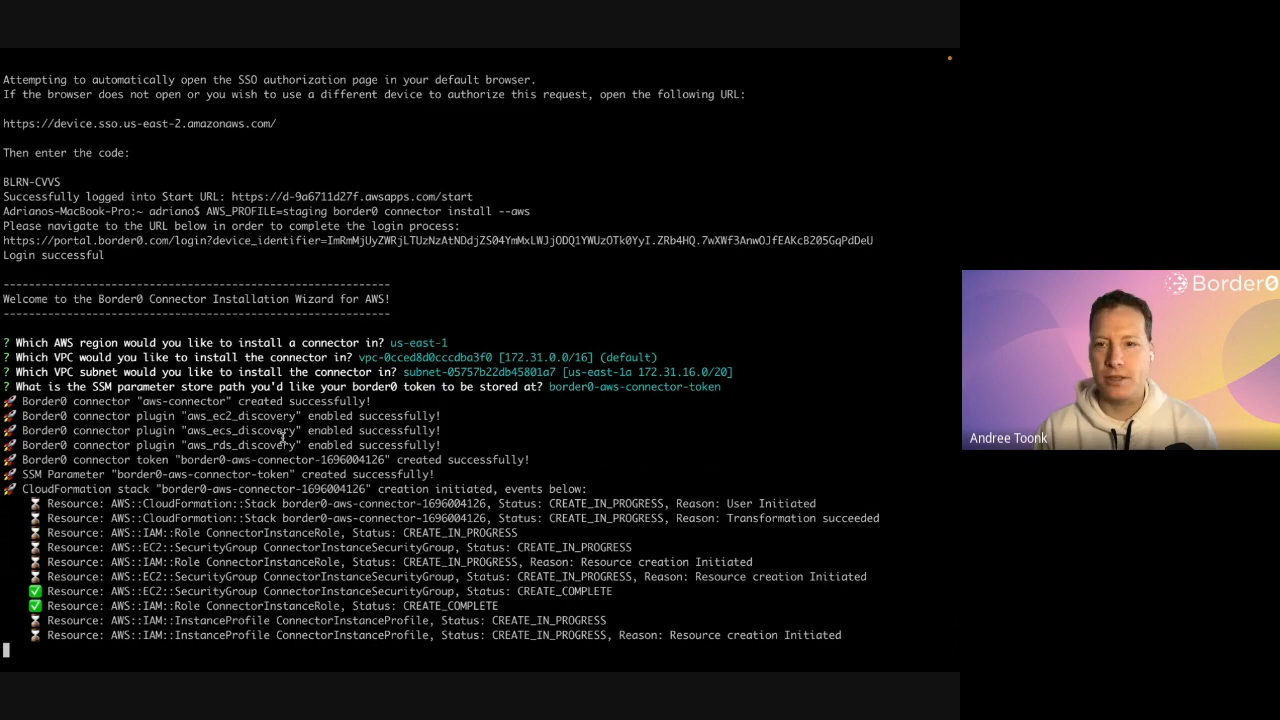 Attempting to automatically open the SSO authorization page in your default browser.
If the browser does not open or you wish to use a different device to authorize this request, open the following URL:
https://device.sso.us-east-2.amazonaws.com/
Then enter the code:
BLRN-CVVS
Successfully logged into Start URL: https://d-9a6711d27f.awsapps.com/start
Adrianos-MacBook-Pro:~ adriano$ AWS_PROFILE=staging border0 connector install --aws
Please navigate to the URL below in order to complete the login process:
https://portal.border0.com/login?device_identifier=ImRmMjUyZWRjLTUzNzAtNDdjZS04YmMxLWJjODQ1YWUzOTk0YyI.ZRb4HQ.7wXWf3AnwOJfEAKcB205GqPdDeU
Login successful
------------------------------------------------------------
Welcome to the Border0 Connector Installation Wizard for AWS!
------------------------------------------------------------
? Which AWS region would you like to install a connector in? us-east-1
? Which VPC would you like to install the connector in? vpc-0cced8d0cccdba3f0 [172.31.0.0/16] (default)
? Which VPC subnet would you like to install the connector in? subnet-05757b22db45801a7 [us-east-1a 172.31.16.0/20]
? What is the SSM parameter store path you'd like your border0 token to be stored at? border0-aws-connector-token
🚀 Border0 connector "aws-connector" created successfully!
🚀 Border0 connector plugin "aws_ec2_discovery" enabled successfully!
🚀 Border0 connector plugin "aws_ecs_discovery" enabled successfully!
🚀 Border0 connector plugin "aws_rds_discovery" enabled successfully!
🚀 Border0 connector token "border0-aws-connector-1696004126" created successfully!
🚀 SSM Parameter "border0-aws-connector-token" created successfully!
🚀 CloudFormation stack "border0-aws-connector-1696004126" creation initiated, events below:
⏳ Resource: AWS::CloudFormation::Stack border0-aws-connector-1696004126, Status: CREATE_IN_PROGRESS, Reason: User Initiated
⏳ Resource: AWS::CloudFormation::Stack border0-aws-connector-1696004126, Status: CREATE_IN_PROGRESS, Reason: Transformation succeeded
⏳ Resource: AWS::IAM::Role ConnectorInstanceRole, Status: CREATE_IN_PROGRESS
⏳ Resource: AWS::EC2::SecurityGroup ConnectorInstanceSecurityGroup, Status: CREATE_IN_PROGRESS
⏳ Resource: AWS::IAM::Role ConnectorInstanceRole, Status: CREATE_IN_PROGRESS, Reason: Resource creation Initiated
⏳ Resource: AWS::EC2::SecurityGroup ConnectorInstanceSecurityGroup, Status: CREATE_IN_PROGRESS, Reason: Resource creation Initiated
✅ Resource: AWS::EC2::SecurityGroup ConnectorInstanceSecurityGroup, Status: CREATE_COMPLETE
✅ Resource: AWS::IAM::Role ConnectorInstanceRole, Status: CREATE_COMPLETE
⏳ Resource: AWS::IAM::InstanceProfile ConnectorInstanceProfile, Status: CREATE_IN_PROGRESS
⏳ Resource: AWS::IAM::InstanceProfile ConnectorInstanceProfile, Status: CREATE_IN_PROGRESS, Reason: Resource creation Initiated
Border0
Andree Toonk